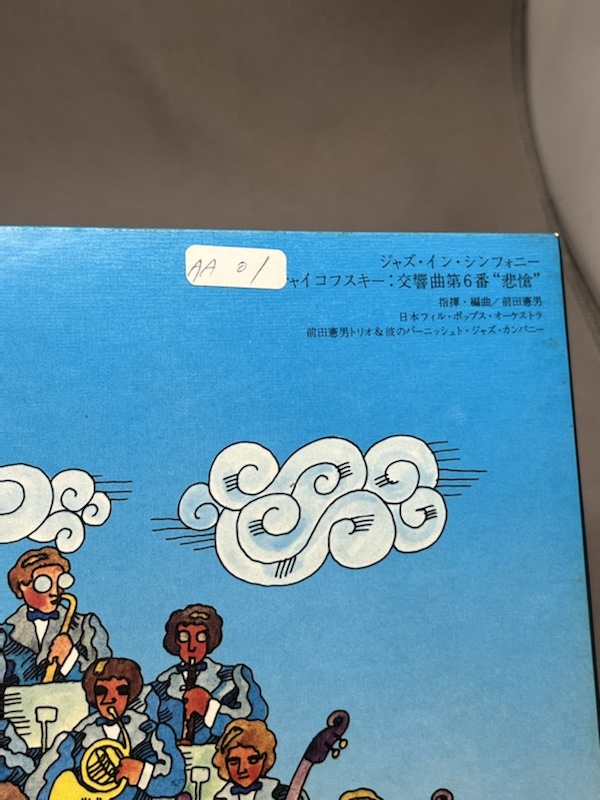 AA 01
ジャズ・イン・シンフォニー
ャイコフスキー：交響曲第6番“悲愴”
指揮・編曲／前田憲男
日本フィル・ポップス・オーケストラ
前田憲男トリオ&彼のバーニッシュト・ジャズ・カンパニー